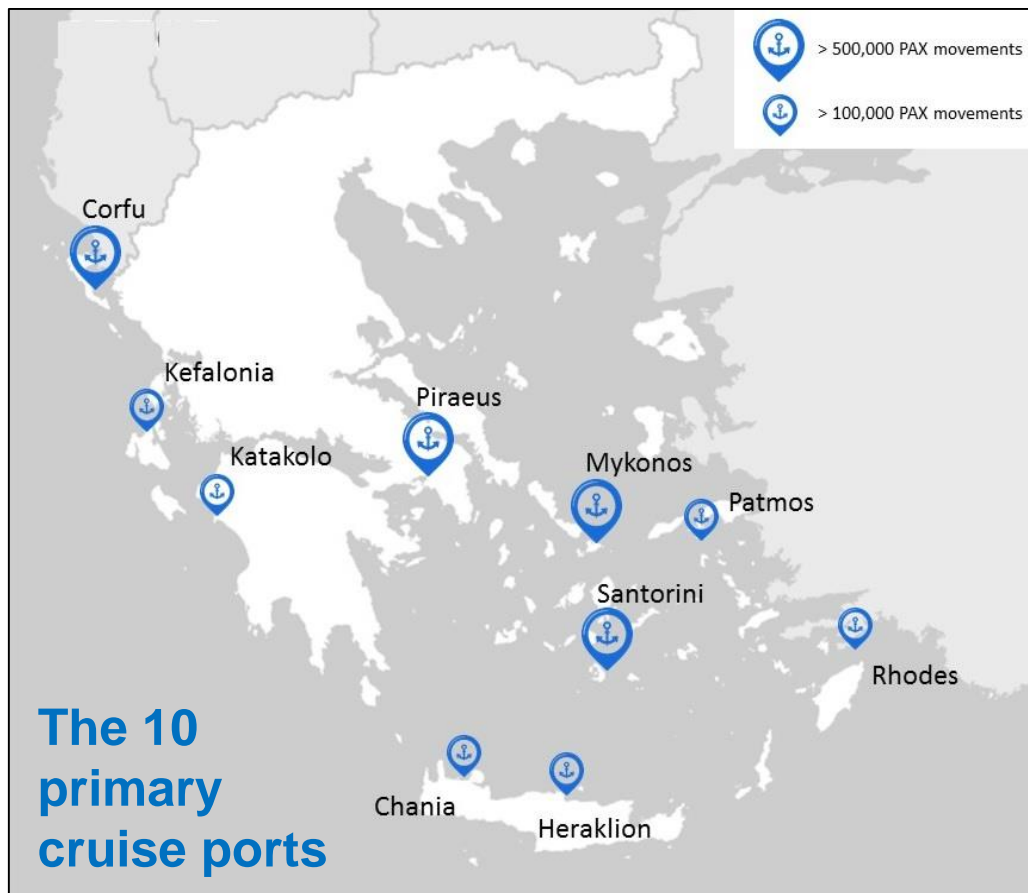 > 500,000 PAX movements
> 100,000 PAX movements
Corfu
Kefalonia
Piraeus
Katakolo
Mykonos
Patmos
Santorini
Rhodes
Chania
Heraklion
The 10
primary
cruise ports